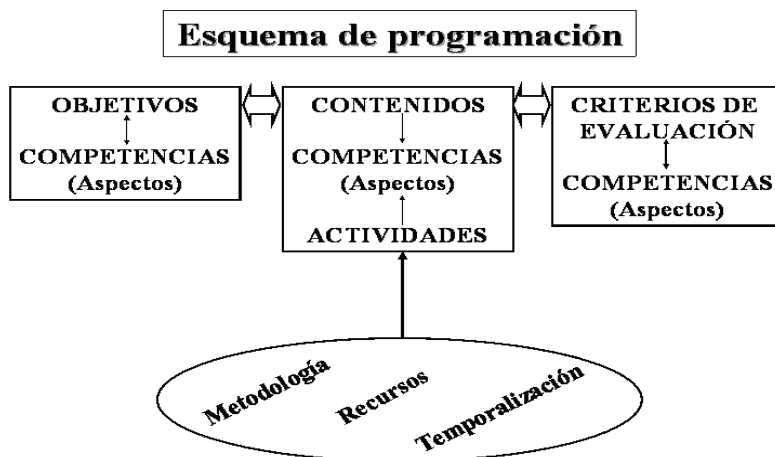 Esquema de programación
OBJETIVOS
COMPETENCIAS
(Aspectos)
CONTENIDOS
COMPETENCIAS
(Aspectos)
ACTIVIDADES
CRITERIOS DE
EVALUACIÓN
COMPETENCIAS
(Aspectos)
Metodología
Recursos
Temporalización